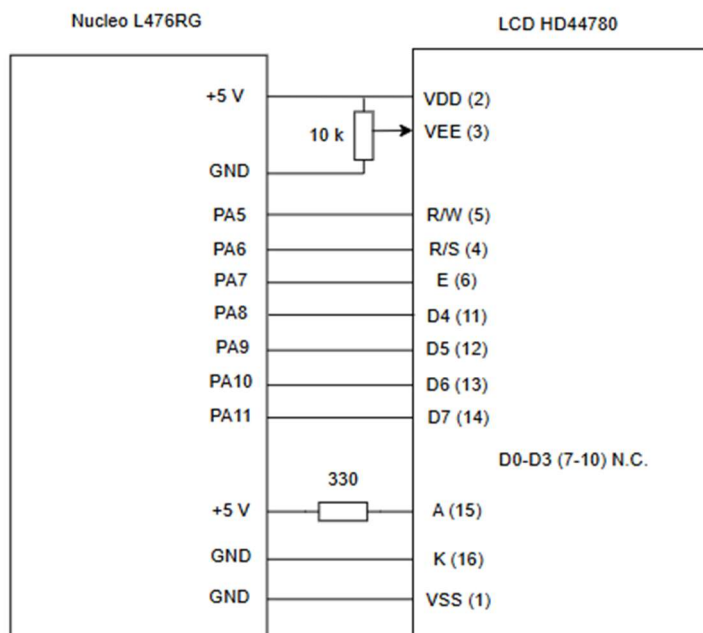 Nucleo L476RG
LCD HD44780
+5 V
VDD (2)
10 k
VEE (3)
GND
PA5
R/W (5)
PA6
R/S (4)
PA7
E (6)
PA8
D4 (11)
PA9
D5 (12)
PA10
D6 (13)
PA11
D7 (14)
D0-D3 (7-10) N.C.
330
+5 V
A (15)
GND
K (16)
GND
VSS (1)